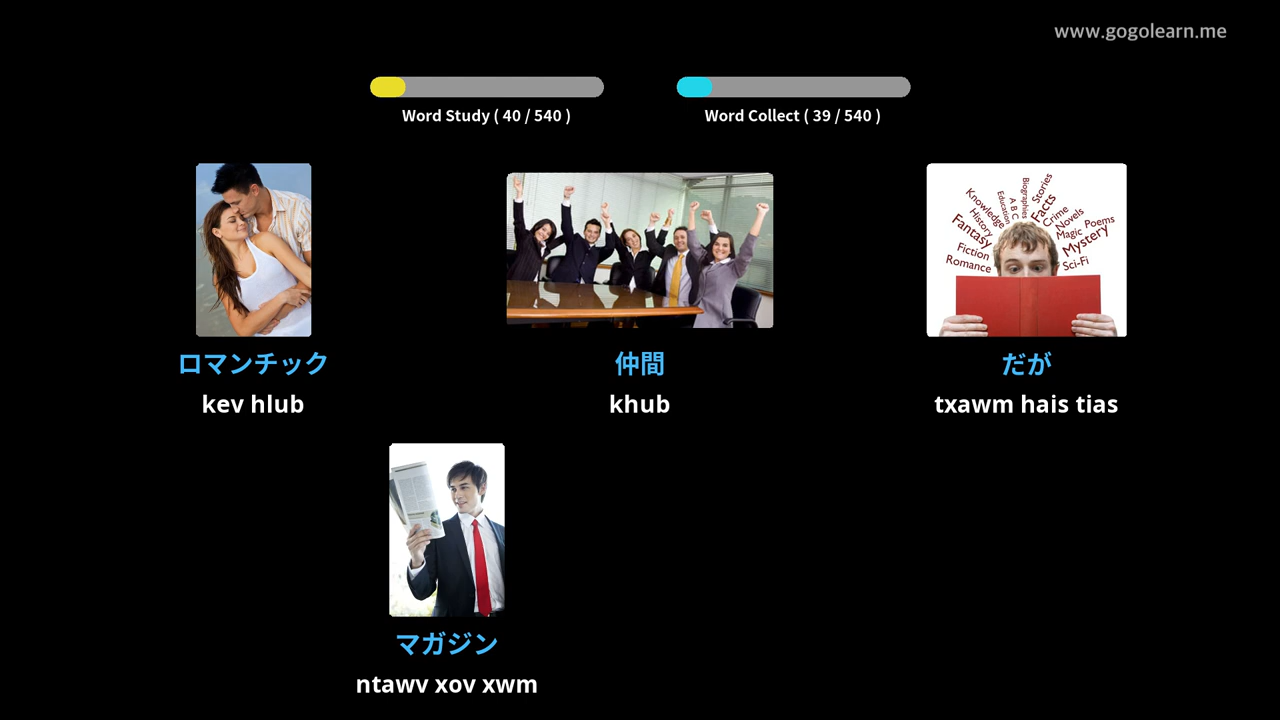 www.gogolearn.me
Word Study ( 40 / 540 )
Word Collect ( 39 / 540 )
Knowledge
History
Fantasy
Fiction
Romance
Education
A B C
Biographies
Stories
Facts
Crime
Novels
Magic
Poems
Mystery
Sci-Fi
ロマンチック
仲間
だが
kev hlub
khub
txawm hais tias
マガジン
ntawv xov xwm